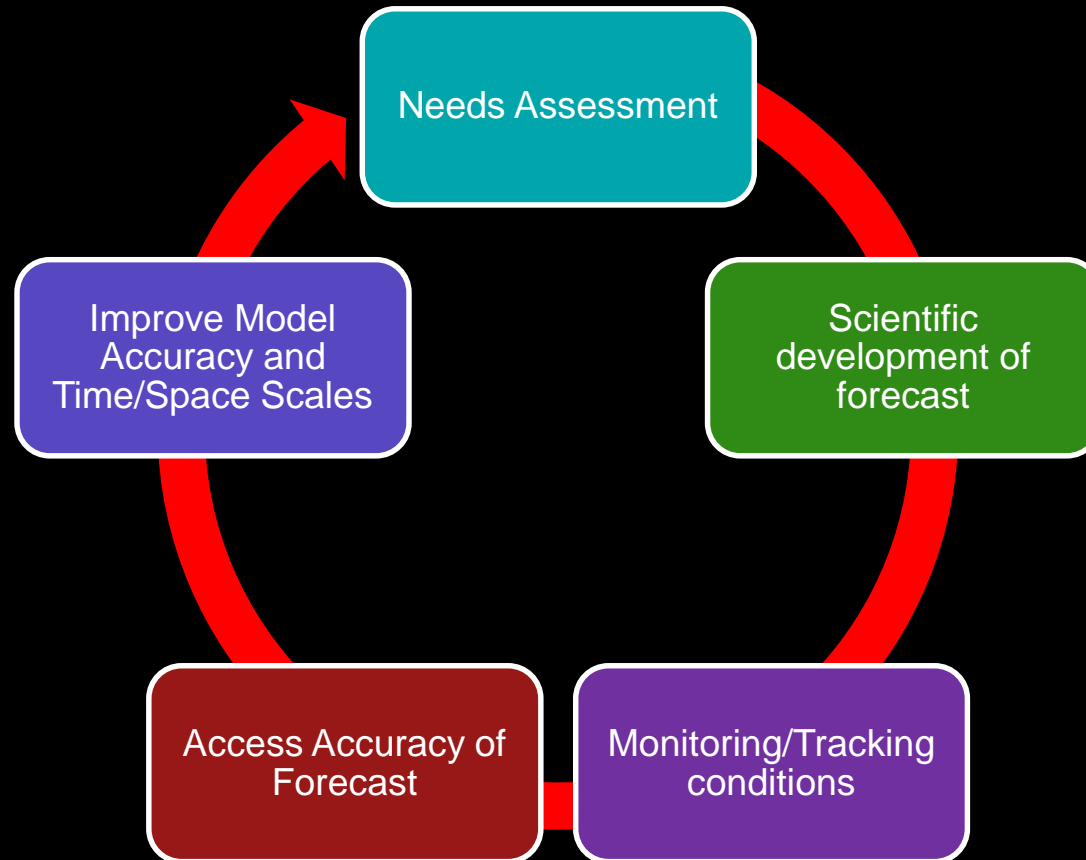 Needs Assessment
Scientific
development of
forecast
Monitoring/Tracking
conditions
Access Accuracy of
Forecast
Improve Model
Accuracy and
Time/Space Scales